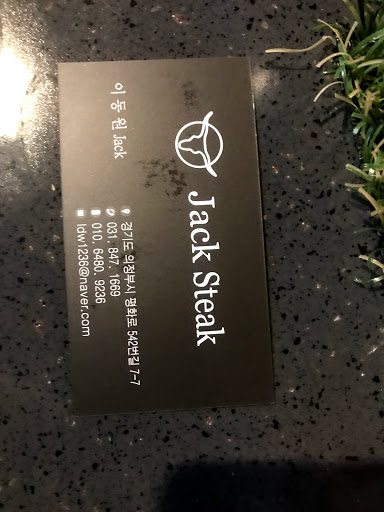 Jack Steak
이 동 원 Jack
경기도 의정부시 평화로 542번길 7-7
031. 847. 1669
010. 6480. 9236
ldw1236@naver.com